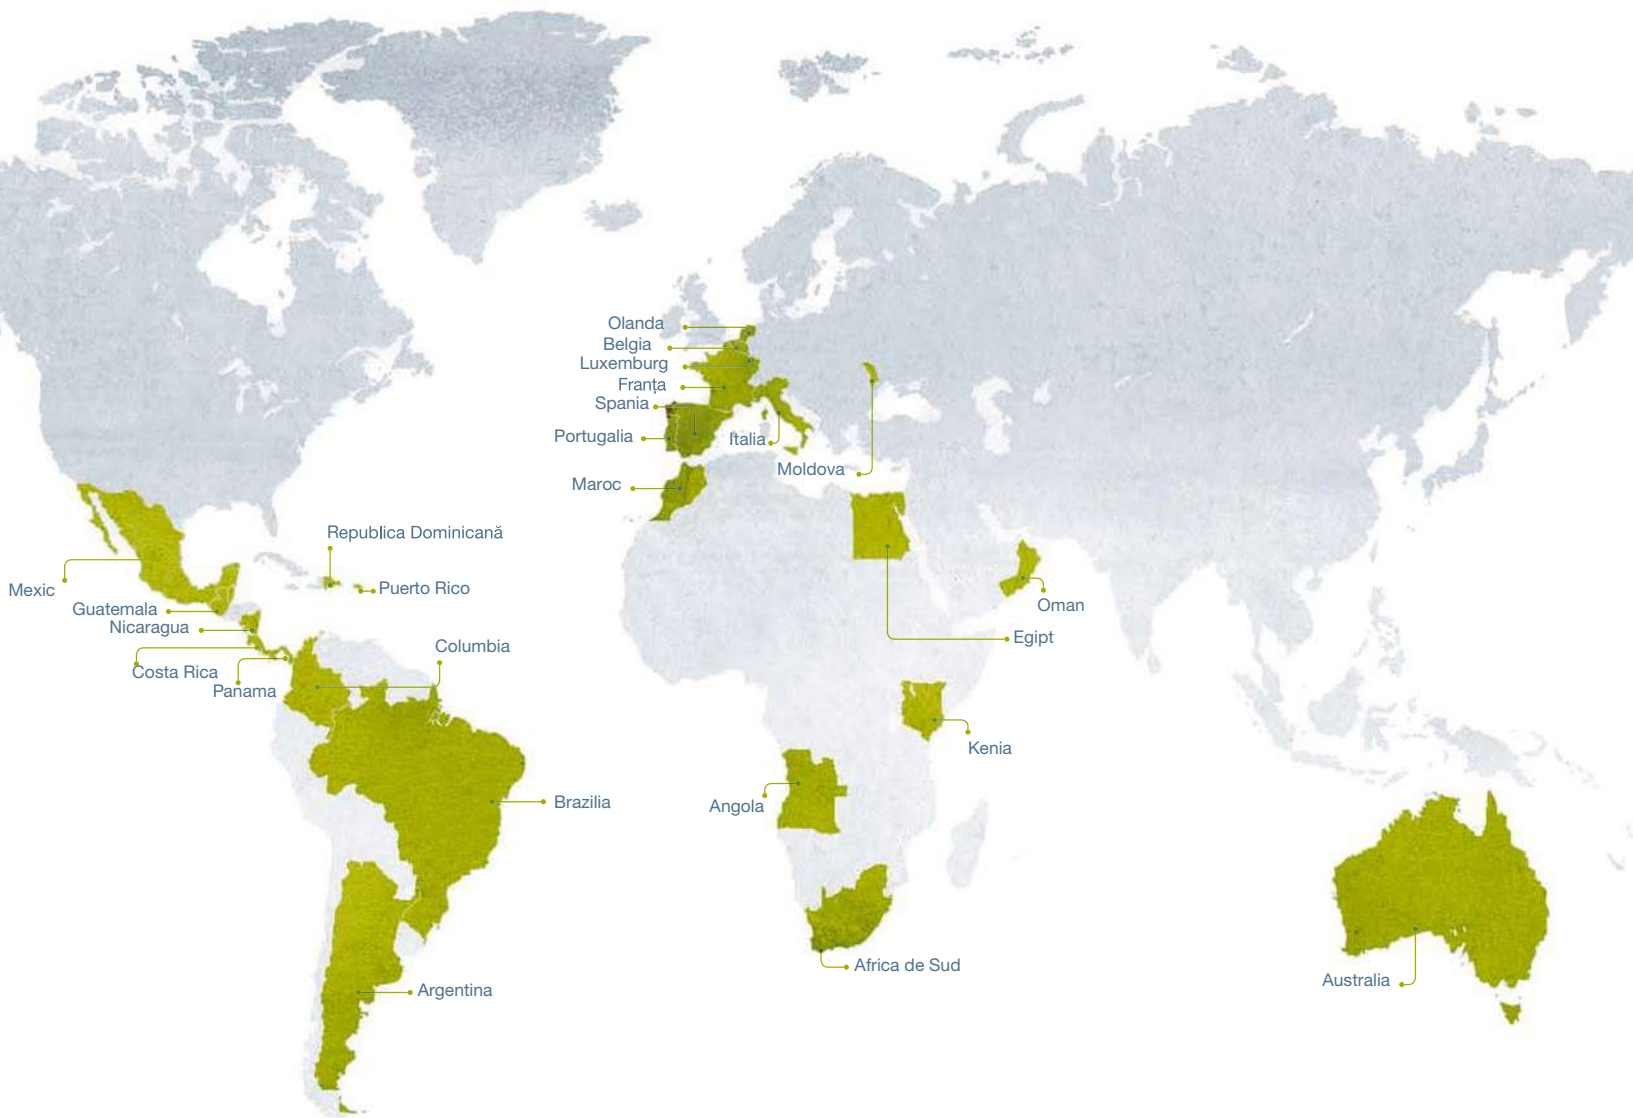 Olanda
Belgia
Luxemburg
Franța
Spania
Portugalia
Italia
Moldova
Maroc
Republica Dominicană
Mexic
Puerto Rico
Guatemala
Nicaragua
Costa Rica
Panama
Columbia
Oman
Egipt
Kenia
Brazilia
Angola
Africa de Sud
Argentina
Australia